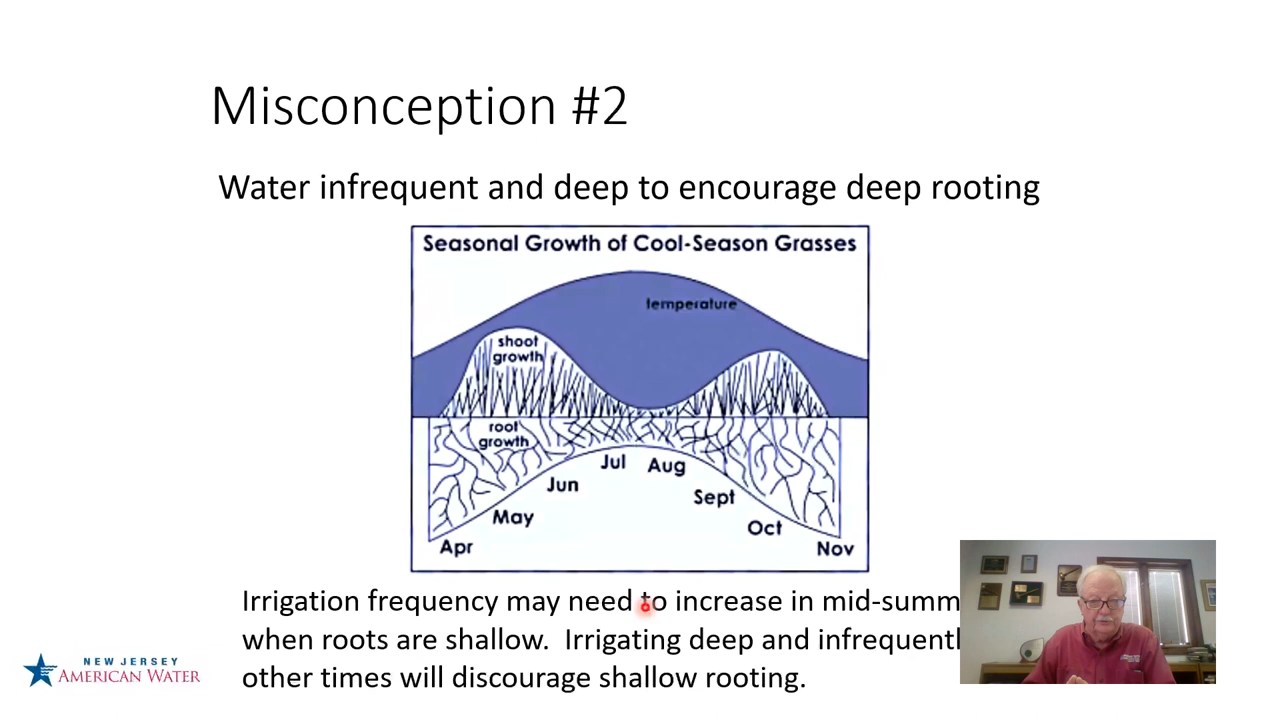 Misconception #2
Water infrequent and deep to encourage deep rooting
Seasonal Growth of Cool-Season Grasses
temperature
shoot
growth
root
growth
Jul
Aug
Jun
Sept
May
Oct
Apr
Nov
Irrigation frequency may need to increase in mid-summ
when roots are shallow. Irrigating deep and infrequentl
other times will discourage shallow rooting.
NEW JERSEY
AMERICAN WATER